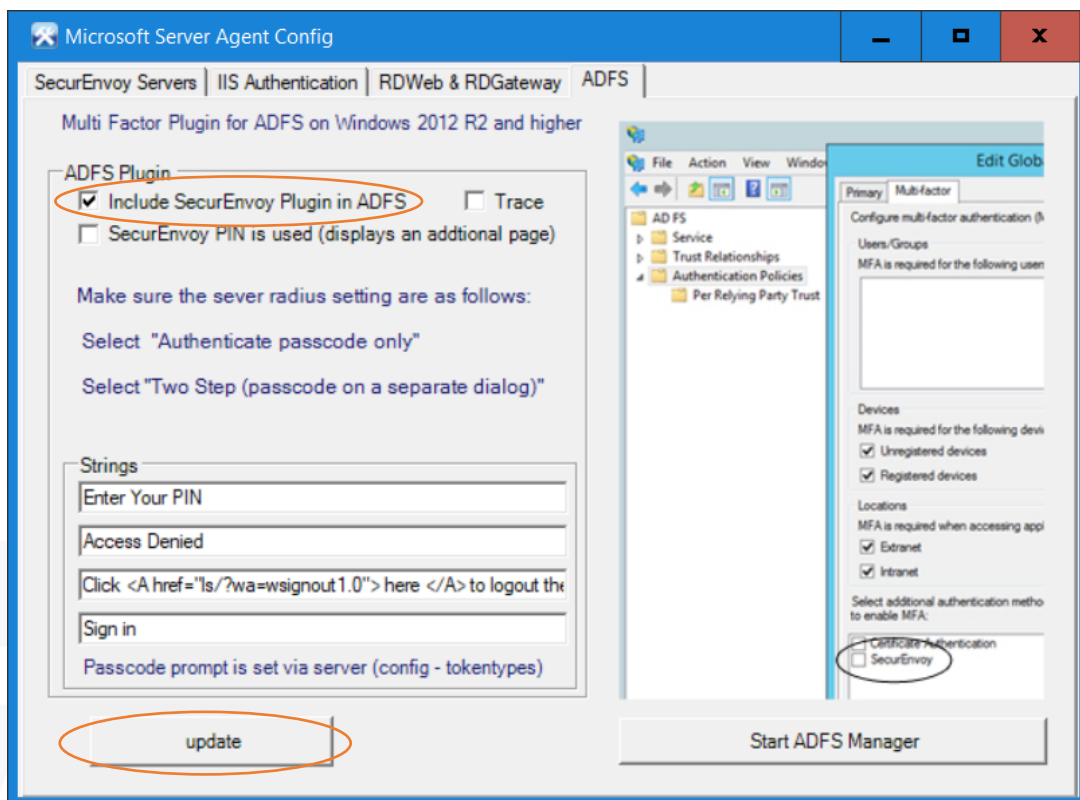 Microsoft Server Agent Config
SecurEnvoy Servers
IIS Authentication
RDWeb & RDGateway
ADFS
Multi Factor Plugin for ADFS on Windows 2012 R2 and higher
ADFS Plugin
Include SecurEnvoy Plugin in ADFS
Trace
SecurEnvoy PIN is used (displays an addtional page)
Make sure the sever radius setting are as follows:
Select "Authenticate passcode only"
Select "Two Step (passcode on a separate dialog)"
Strings
Enter Your PIN
Access Denied
Click <A href="ls/?wa=wsignout1.0"> here </A> to logout the
Sign in
Passcode prompt is set via server (config - tokentypes)
update
File Action View Window
AD FS
Service
Trust Relationships
Authentication Policies
Per Relying Party Trust
Edit Glob
Primary
Multi-factor
Configure multi-factor authentication (M
Users/Groups
MFA is required for the following user
Devices
MFA is required for the following devi
Unregistered devices
Registered devices
Locations
MFA is required when accessing appl
Extranet
Intranet
Select additional authentication metho
to enable MFA:
Certificate Authentication
SecurEnvoy
Start ADFS Manager